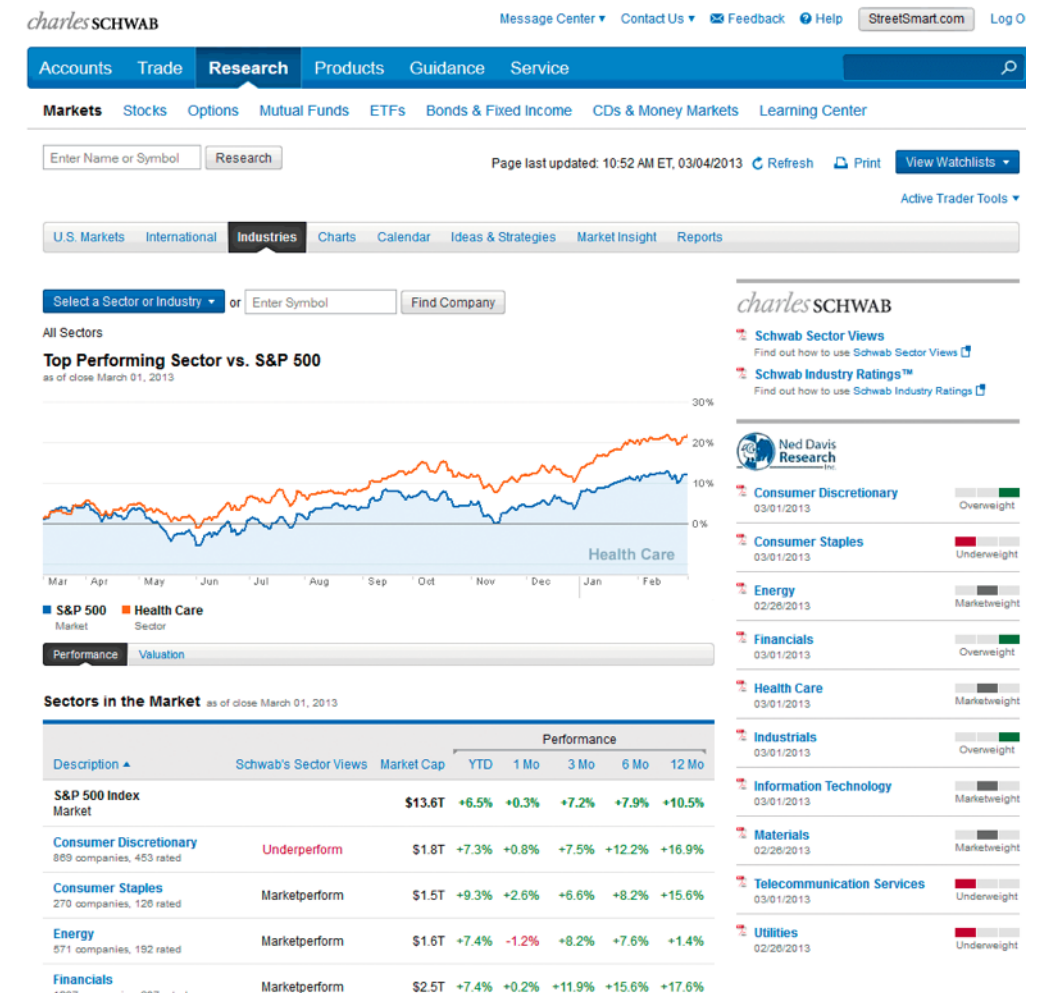 charles SCHWAB
Message Center Contact Us Feedback Help StreetSmart.com Log O
Accounts Trade Research Products Guidance Service
Markets Stocks Options Mutual Funds ETFs Bonds & Fixed Income CDs & Money Markets Learning Center
Enter Name or Symbol Research Page last updated: 10:52 AM ET, 03/04/2013 Refresh Print View Watchlists
Active Trader Tools
U.S. Markets International Industries Charts Calendar Ideas & Strategies Market Insight Reports
Select a Sector or Industry or Enter Symbol Find Company
All Sectors
Top Performing Sector vs. S&P 500
as of close March 01, 2013
30%
20%
10%
0%
Health Care
Mar Apr May Jun Jul Aug Sep Oct Nov Dec Jan Feb
S&P 500 Health Care
Market Sector
Performance Valuation
Sectors in the Market as of close March 01, 2013
Performance
Description Schwab's Sector Views Market Cap YTD 1 Mo 3 Mo 6 Mo 12 Mo
S&P 500 Index
Market
$13.6T +6.5% +0.3% +7.2% +7.9% +10.5%
Consumer Discretionary
869 companies, 453 rated
Underperform $1.8T +7.3% +0.8% +7.5% +12.2% +16.9%
Consumer Staples
270 companies, 126 rated
Marketperform $1.5T +9.3% +2.6% +6.6% +8.2% +15.6%
Energy
571 companies, 192 rated
Marketperform $1.6T +7.4% -1.2% +8.2% +7.6% +1.4%
Financials
Marketperform $2.5T +7.4% +0.2% +11.9% +15.6% +17.6%
charles SCHWAB
Schwab Sector Views
Find out how to use Schwab Sector Views
Schwab Industry Ratings™
Find out how to use Schwab Industry Ratings
Ned Davis
Research
Inc.
Consumer Discretionary
03/01/2013 Overweight
Consumer Staples
03/01/2013 Underweight
Energy
02/26/2013 Marketweight
Financials
03/01/2013 Overweight
Health Care
03/01/2013 Marketweight
Industrials
03/01/2013 Overweight
Information Technology
03/01/2013 Marketweight
Materials
02/26/2013 Marketweight
Telecommunication Services
03/01/2013 Underweight
Utilities
02/26/2013 Underweight